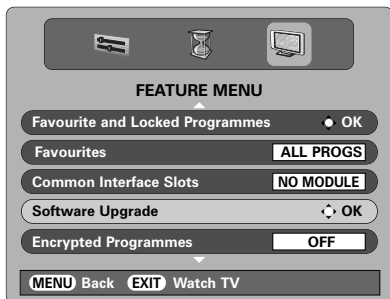 FEATURE MENU
Favourite and Locked Programmes OK
Favourites ALL PROGS
Common Interface Slots NO MODULE
Software Upgrade OK
Encrypted Programmes OFF
MENU Back EXIT Watch TV